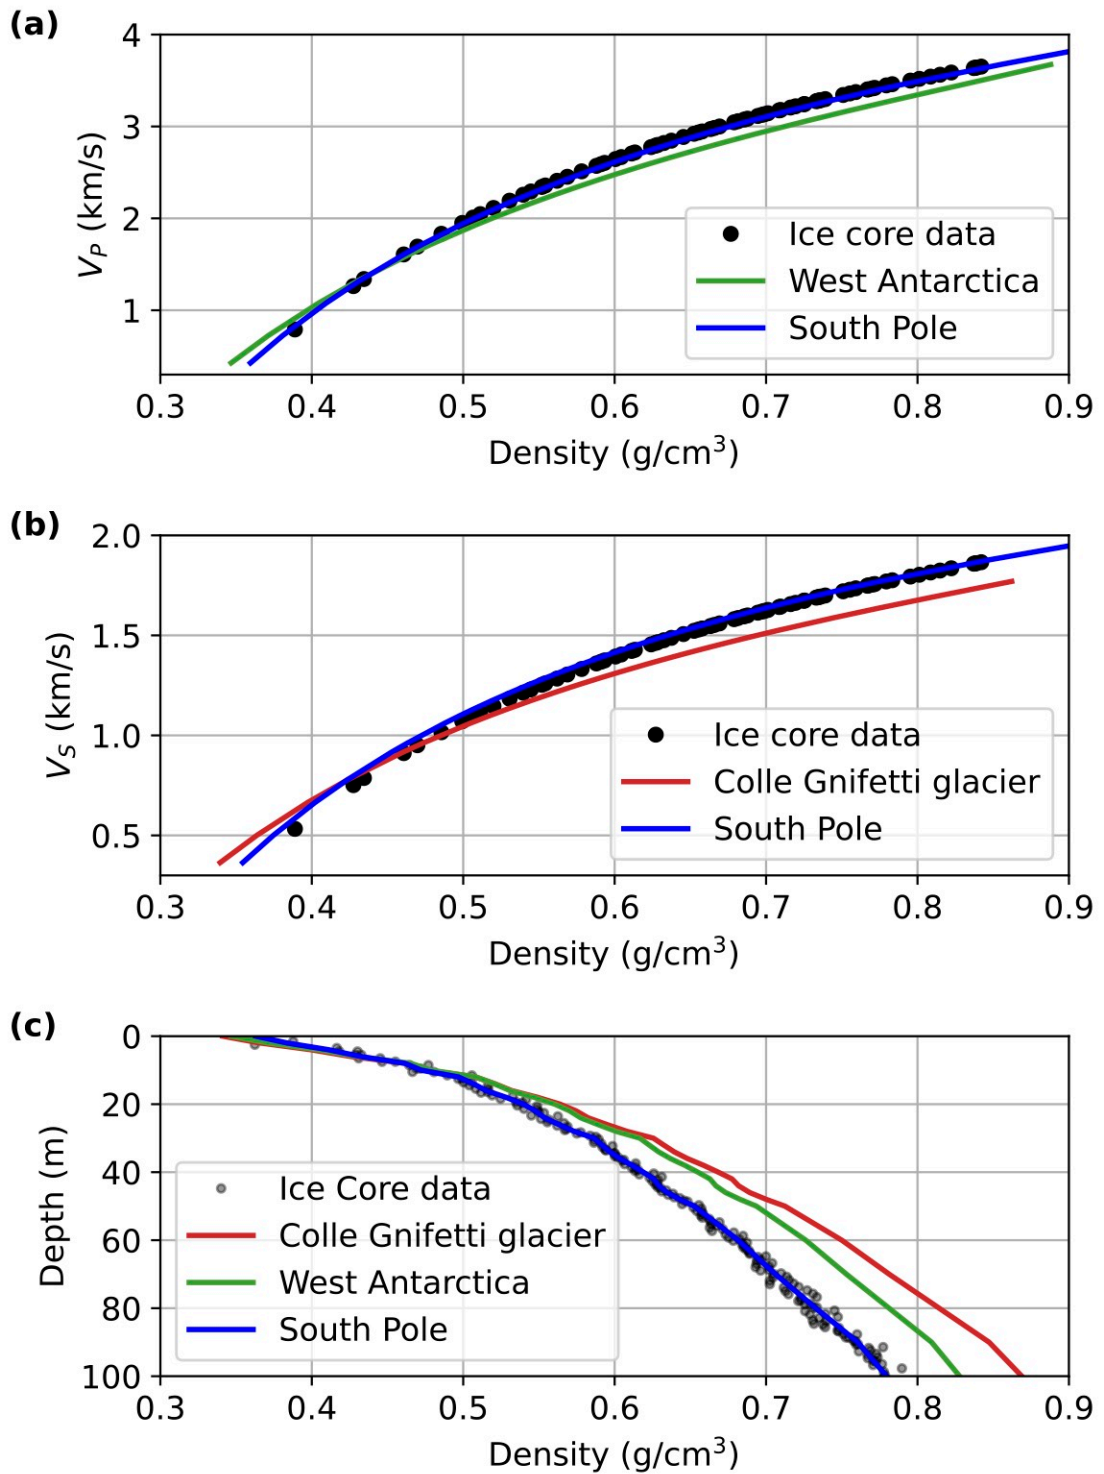 (a)
4
3
2
1
V_P (km/s)
0.3 0.4 0.5 0.6 0.7 0.8 0.9
Density (g/cm³)
Ice core data
West Antarctica
South Pole
(b)
2.0
1.5
1.0
0.5
V_S (km/s)
0.3 0.4 0.5 0.6 0.7 0.8 0.9
Density (g/cm³)
Ice core data
Colle Gnifetti glacier
South Pole
(c)
0
20
40
60
80
100
Depth (m)
0.3 0.4 0.5 0.6 0.7 0.8 0.9
Density (g/cm³)
Ice Core data
Colle Gnifetti glacier
West Antarctica
South Pole